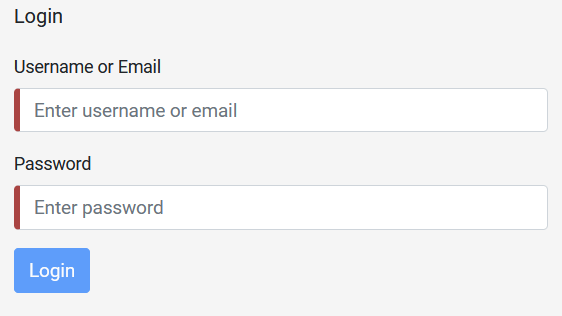 Login
Username or Email
Enter username or email
Password
Enter password
Login